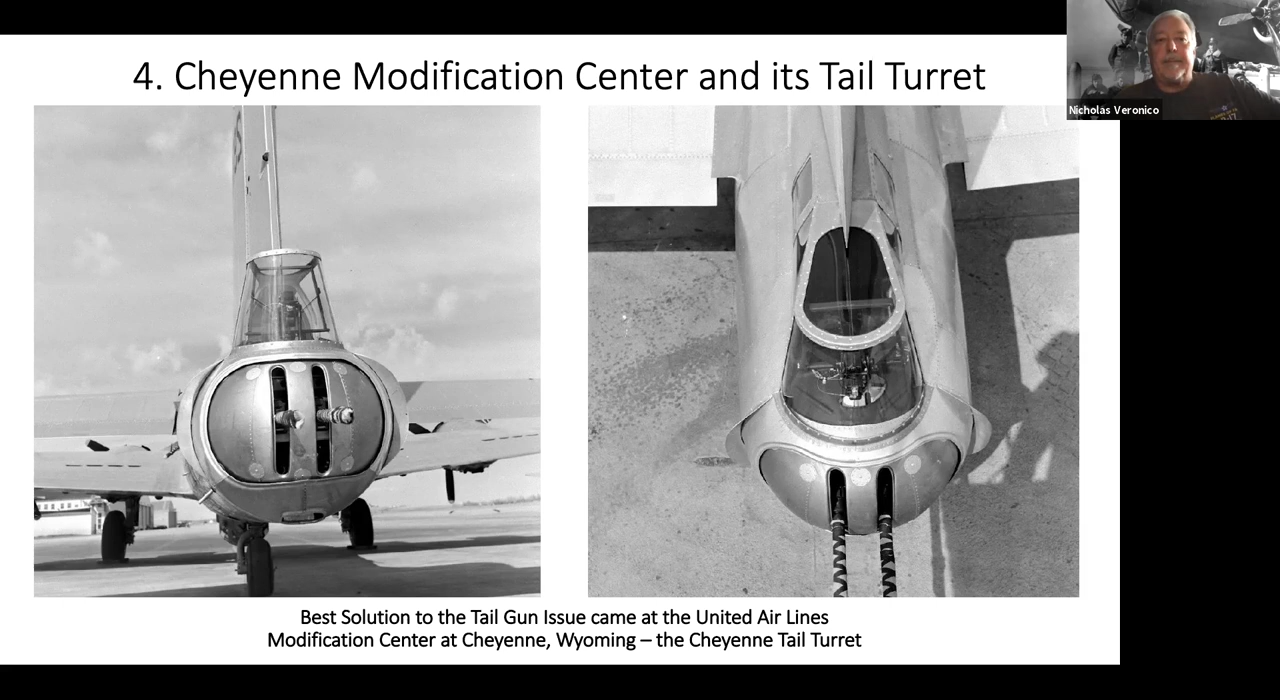 4. Cheyenne Modification Center and its Tail Turret
Nicholas Veronico
Best Solution to the Tail Gun Issue came at the United Air Lines
Modification Center at Cheyenne, Wyoming – the Cheyenne Tail Turret